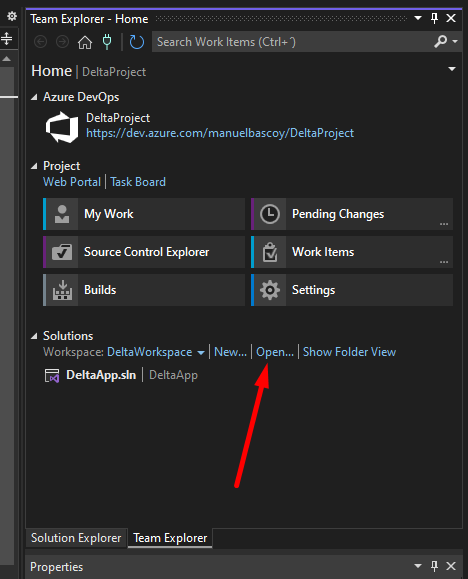 Team Explorer - Home
Search Work Items (Ctrl+´)
Home | DeltaProject
Azure DevOps
DeltaProject
https://dev.azure.com/manuelbascoy/DeltaProject
Project
Web Portal | Task Board
My Work
Pending Changes
...
Source Control Explorer
Work Items
...
Builds
Settings
Solutions
Workspace: DeltaWorkspace | New... | Open... | Show Folder View
DeltaApp.sln | DeltaApp
Solution Explorer Team Explorer
Properties